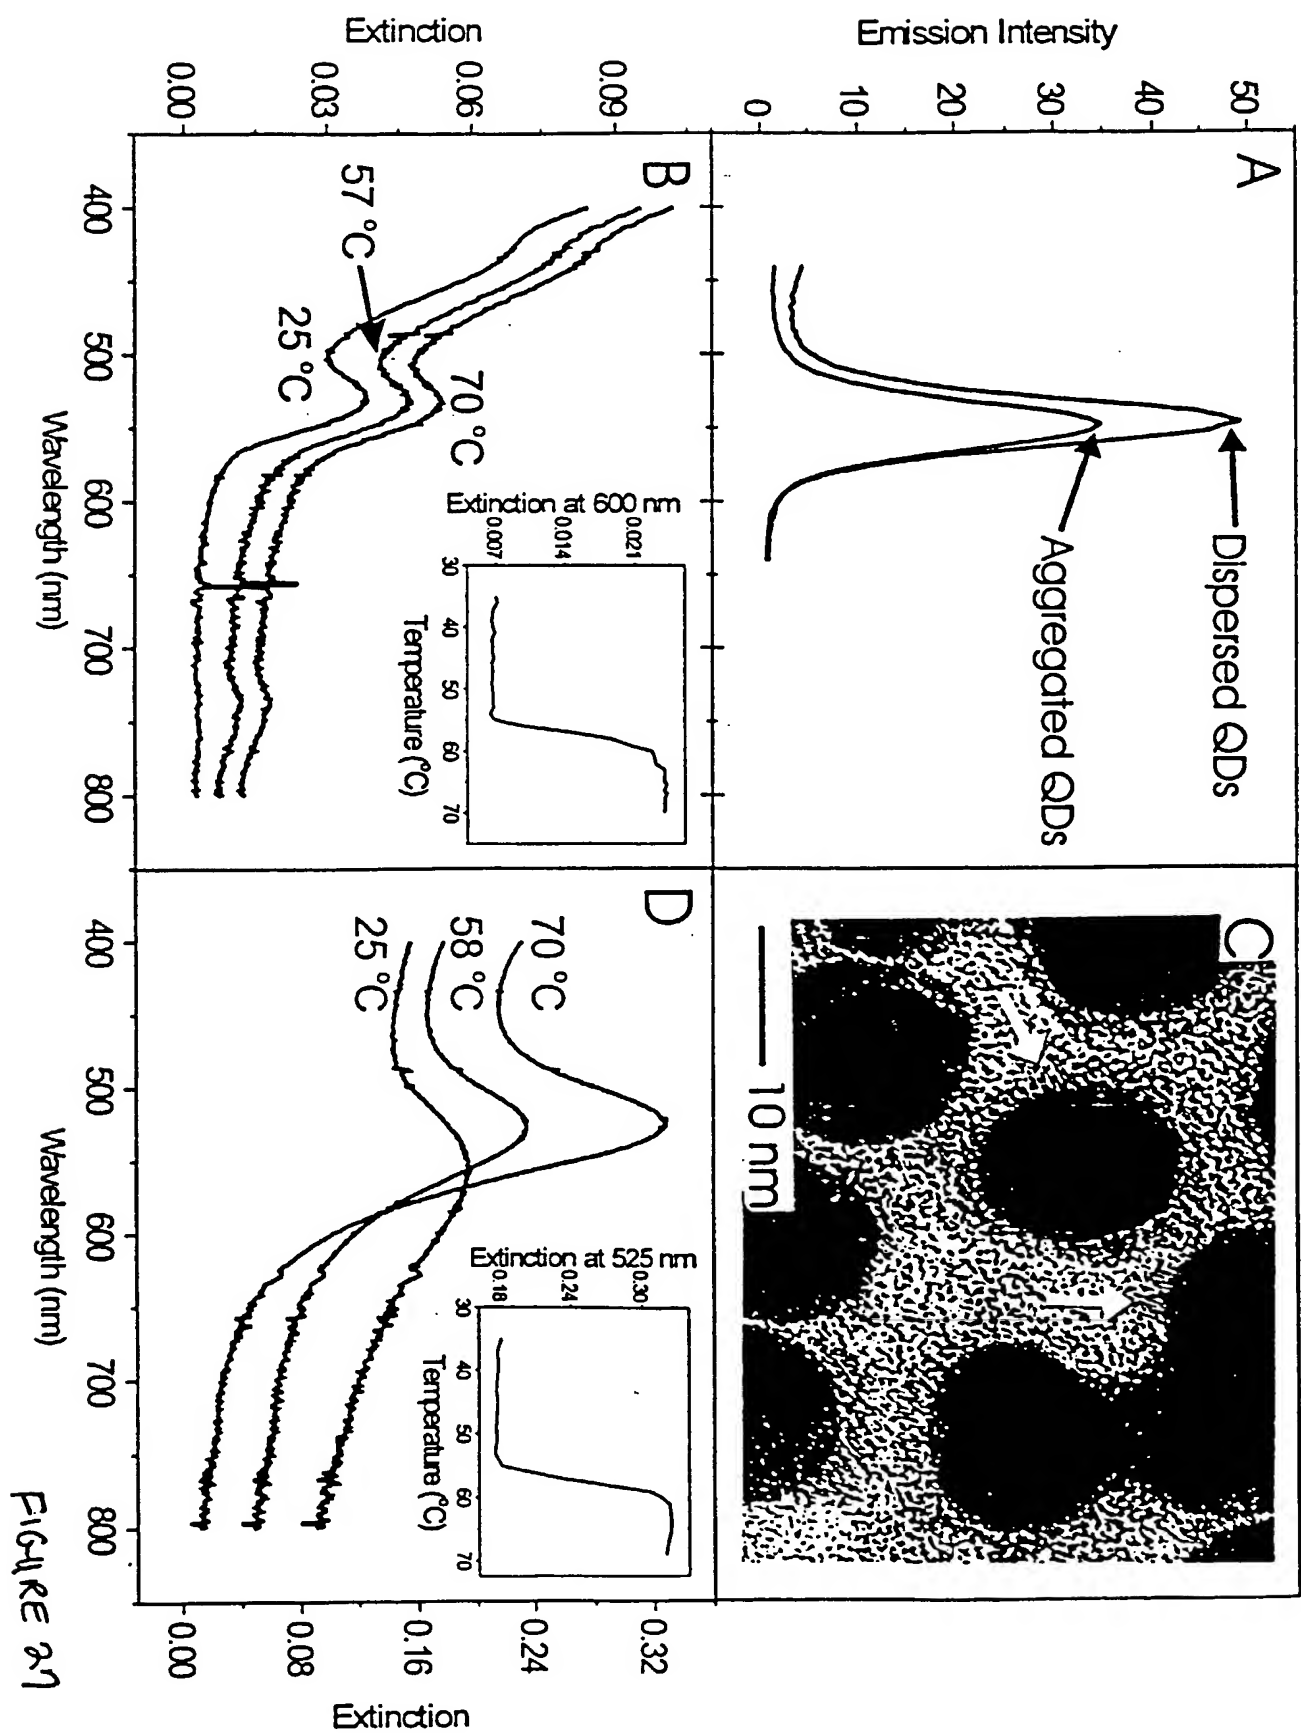 A
Emission Intensity
50
40
30
20
10
0
Dispersed QDs
Aggregated QDs
C
10 nm
B
Extinction
0.09
0.06
0.03
0.00
57 °C
25 °C
70 °C
Extinction at 600 nm
0.021
0.014
0.007
30 40 50 60 70
Temperature (°C)
400 500 600 700 800
Wavelength (nm)
D
70 °C
58 °C
25 °C
Extinction at 525 nm
0.30
0.24
0.18
30 40 50 60 70
Temperature (°C)
0.32
0.24
0.16
0.08
0.00
Extinction
400 500 600 700 800
Wavelength (nm)
FIGURE 27